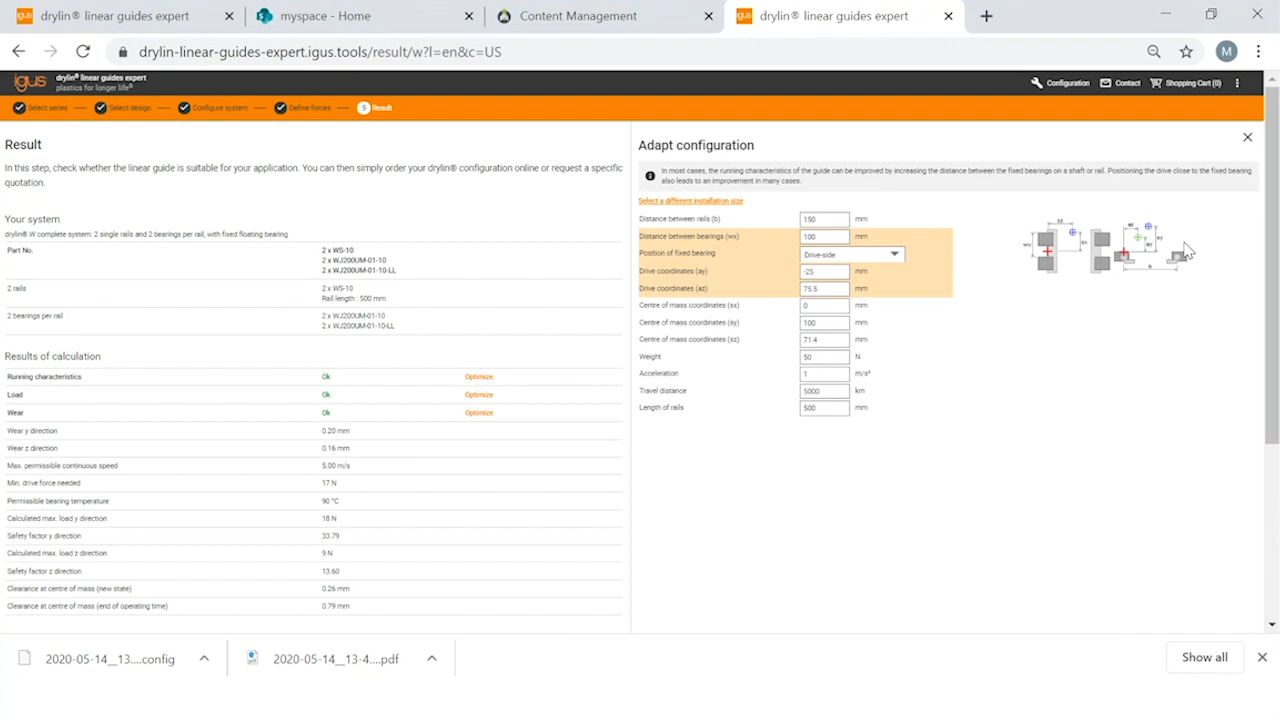 drylin® linear guides expert
myspace - Home
Content Management
drylin® linear guides expert
drylin-linear-guides-expert.igus.tools/result/w?l=en&c=US
M
igus
drylin® linear guides expert
plastics for longer life®
Configuration
Contact
Shopping Cart (0)
Select series
Select design
Configure system
Define forces
5 Result
Result
In this step, check whether the linear guide is suitable for your application. You can then simply order your drylin® configuration online or request a specific
quotation.
Your system
drylin® W complete system: 2 single rails and 2 bearings per rail, with fixed floating bearing
Part No.
2 x WS-10
2 x WJ200UM-01-10
2 x WJ200UM-01-10-LL
2 rails
2 x WS-10
Rail length : 500 mm
2 bearings per rail
2 x WJ200UM-01-10
2 x WJ200UM-01-10-LL
Results of calculation
Running characteristics Ok Optimize
Load Ok Optimize
Wear Ok Optimize
Wear y direction 0.20 mm
Wear z direction 0.16 mm
Max. permissible continuous speed 5.00 m/s
Min. drive force needed 17 N
Permissible bearing temperature 90 °C
Calculated max. load y direction 18 N
Safety factor y direction 33.79
Calculated max. load z direction 9 N
Safety factor z direction 13.60
Clearance at centre of mass (new state) 0.26 mm
Clearance at centre of mass (end of operating time) 0.79 mm
Adapt configuration
In most cases, the running characteristics of the guide can be improved by increasing the distance between the fixed bearings on a shaft or rail. Positioning the drive close to the fixed bearing
also leads to an improvement in many cases.
Select a different installation size
Distance between rails (b) 150 mm
Distance between bearings (wx) 100 mm
Position of fixed bearing Drive-side
Drive coordinates (ay) -25 mm
Drive coordinates (az) 75.5 mm
Centre of mass coordinates (sx) 0 mm
Centre of mass coordinates (sy) 100 mm
Centre of mass coordinates (sz) 71.4 mm
Weight 50 N
Acceleration 1 m/s²
Travel distance 5000 km
Length of rails 500 mm
2020-05-14__13....config
2020-05-14__13-4....pdf
Show all